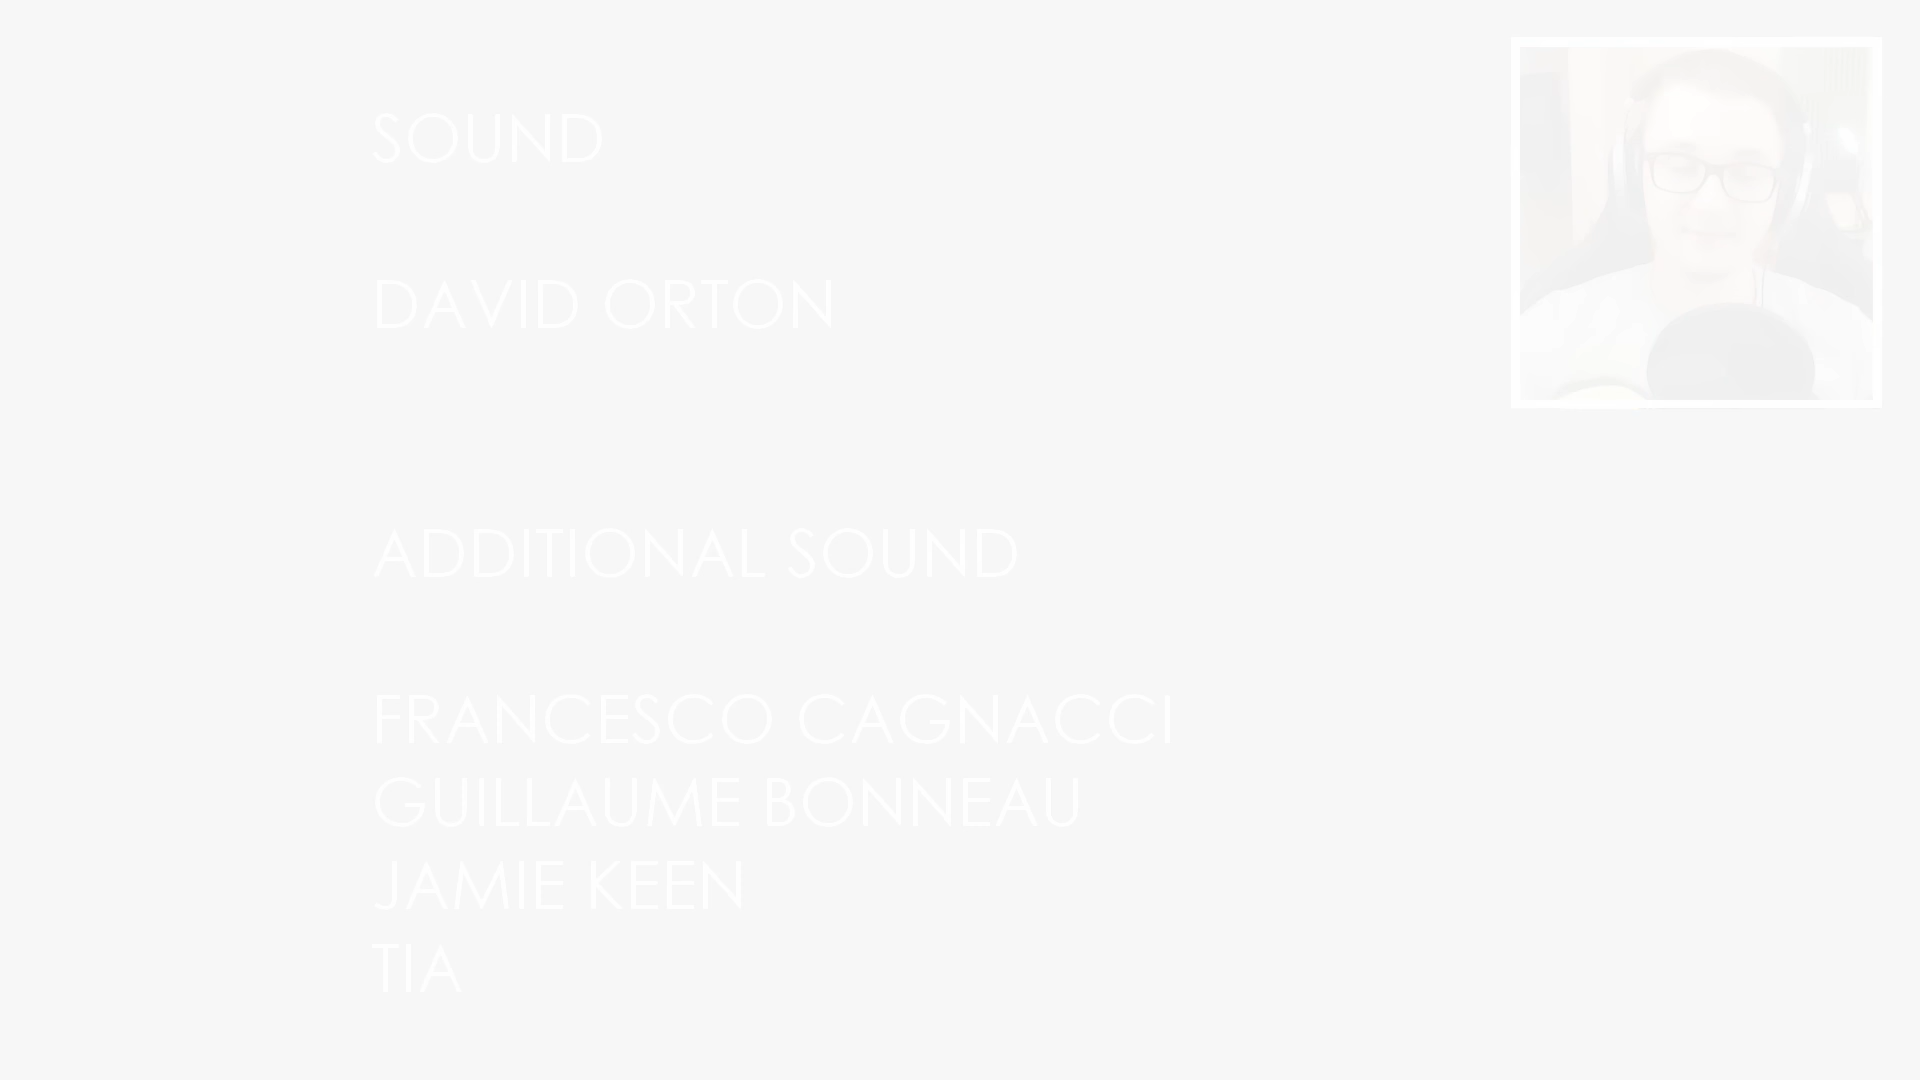 SOUND
DAVID ORTON
ADDITIONAL SOUND
FRANCESCO CAGNACCI
GUILLAUME BONNEAU
JAMIE KEEN
TIA